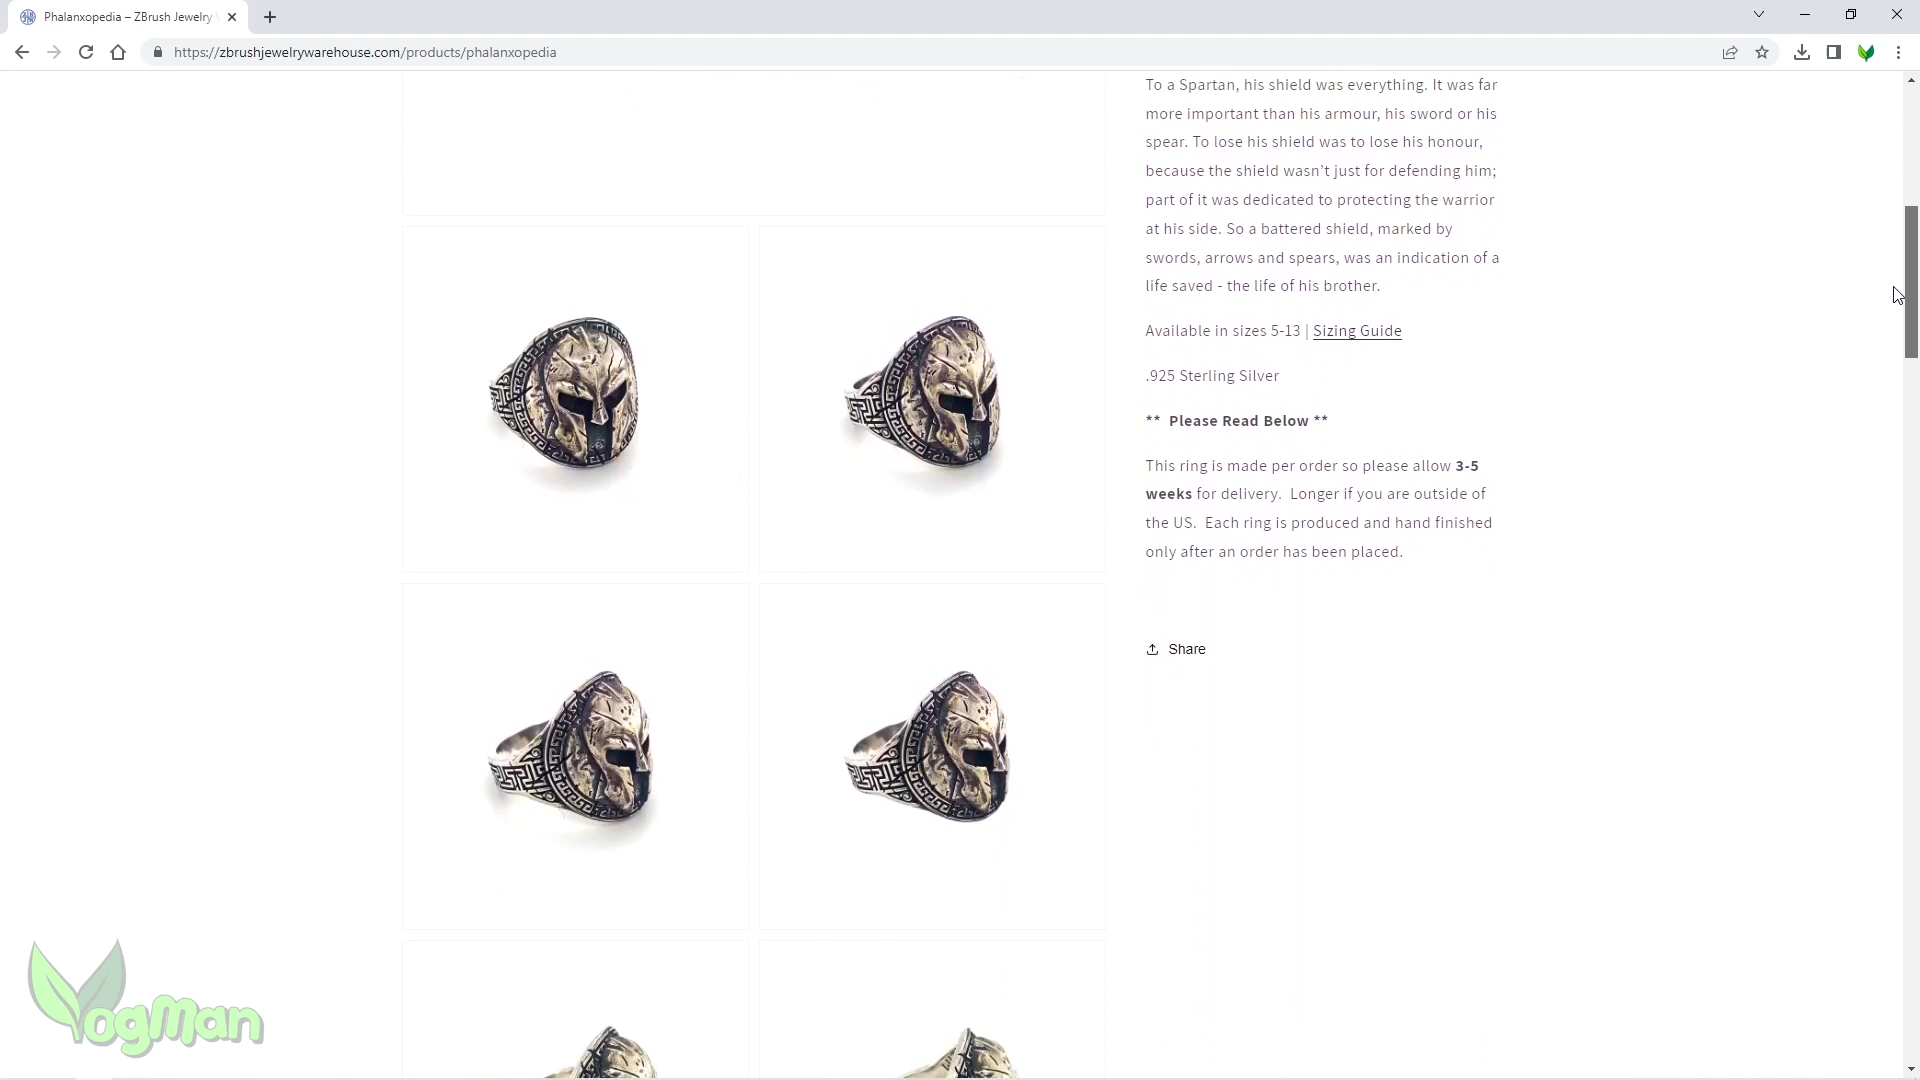 Phalanxopedia – ZBrush Jewelry
https://zbrushjewelrywarehouse.com/products/phalanxopedia
To a Spartan, his shield was everything. It was far
more important than his armour, his sword or his
spear. To lose his shield was to lose his honour,
because the shield wasn't just for defending him;
part of it was dedicated to protecting the warrior
at his side. So a battered shield, marked by
swords, arrows and spears, was an indication of a
life saved - the life of his brother.
Available in sizes 5-13 | Sizing Guide
.925 Sterling Silver
** Please Read Below **
This ring is made per order so please allow 3-5
weeks for delivery. Longer if you are outside of
the US. Each ring is produced and hand finished
only after an order has been placed.
Share
YogMan